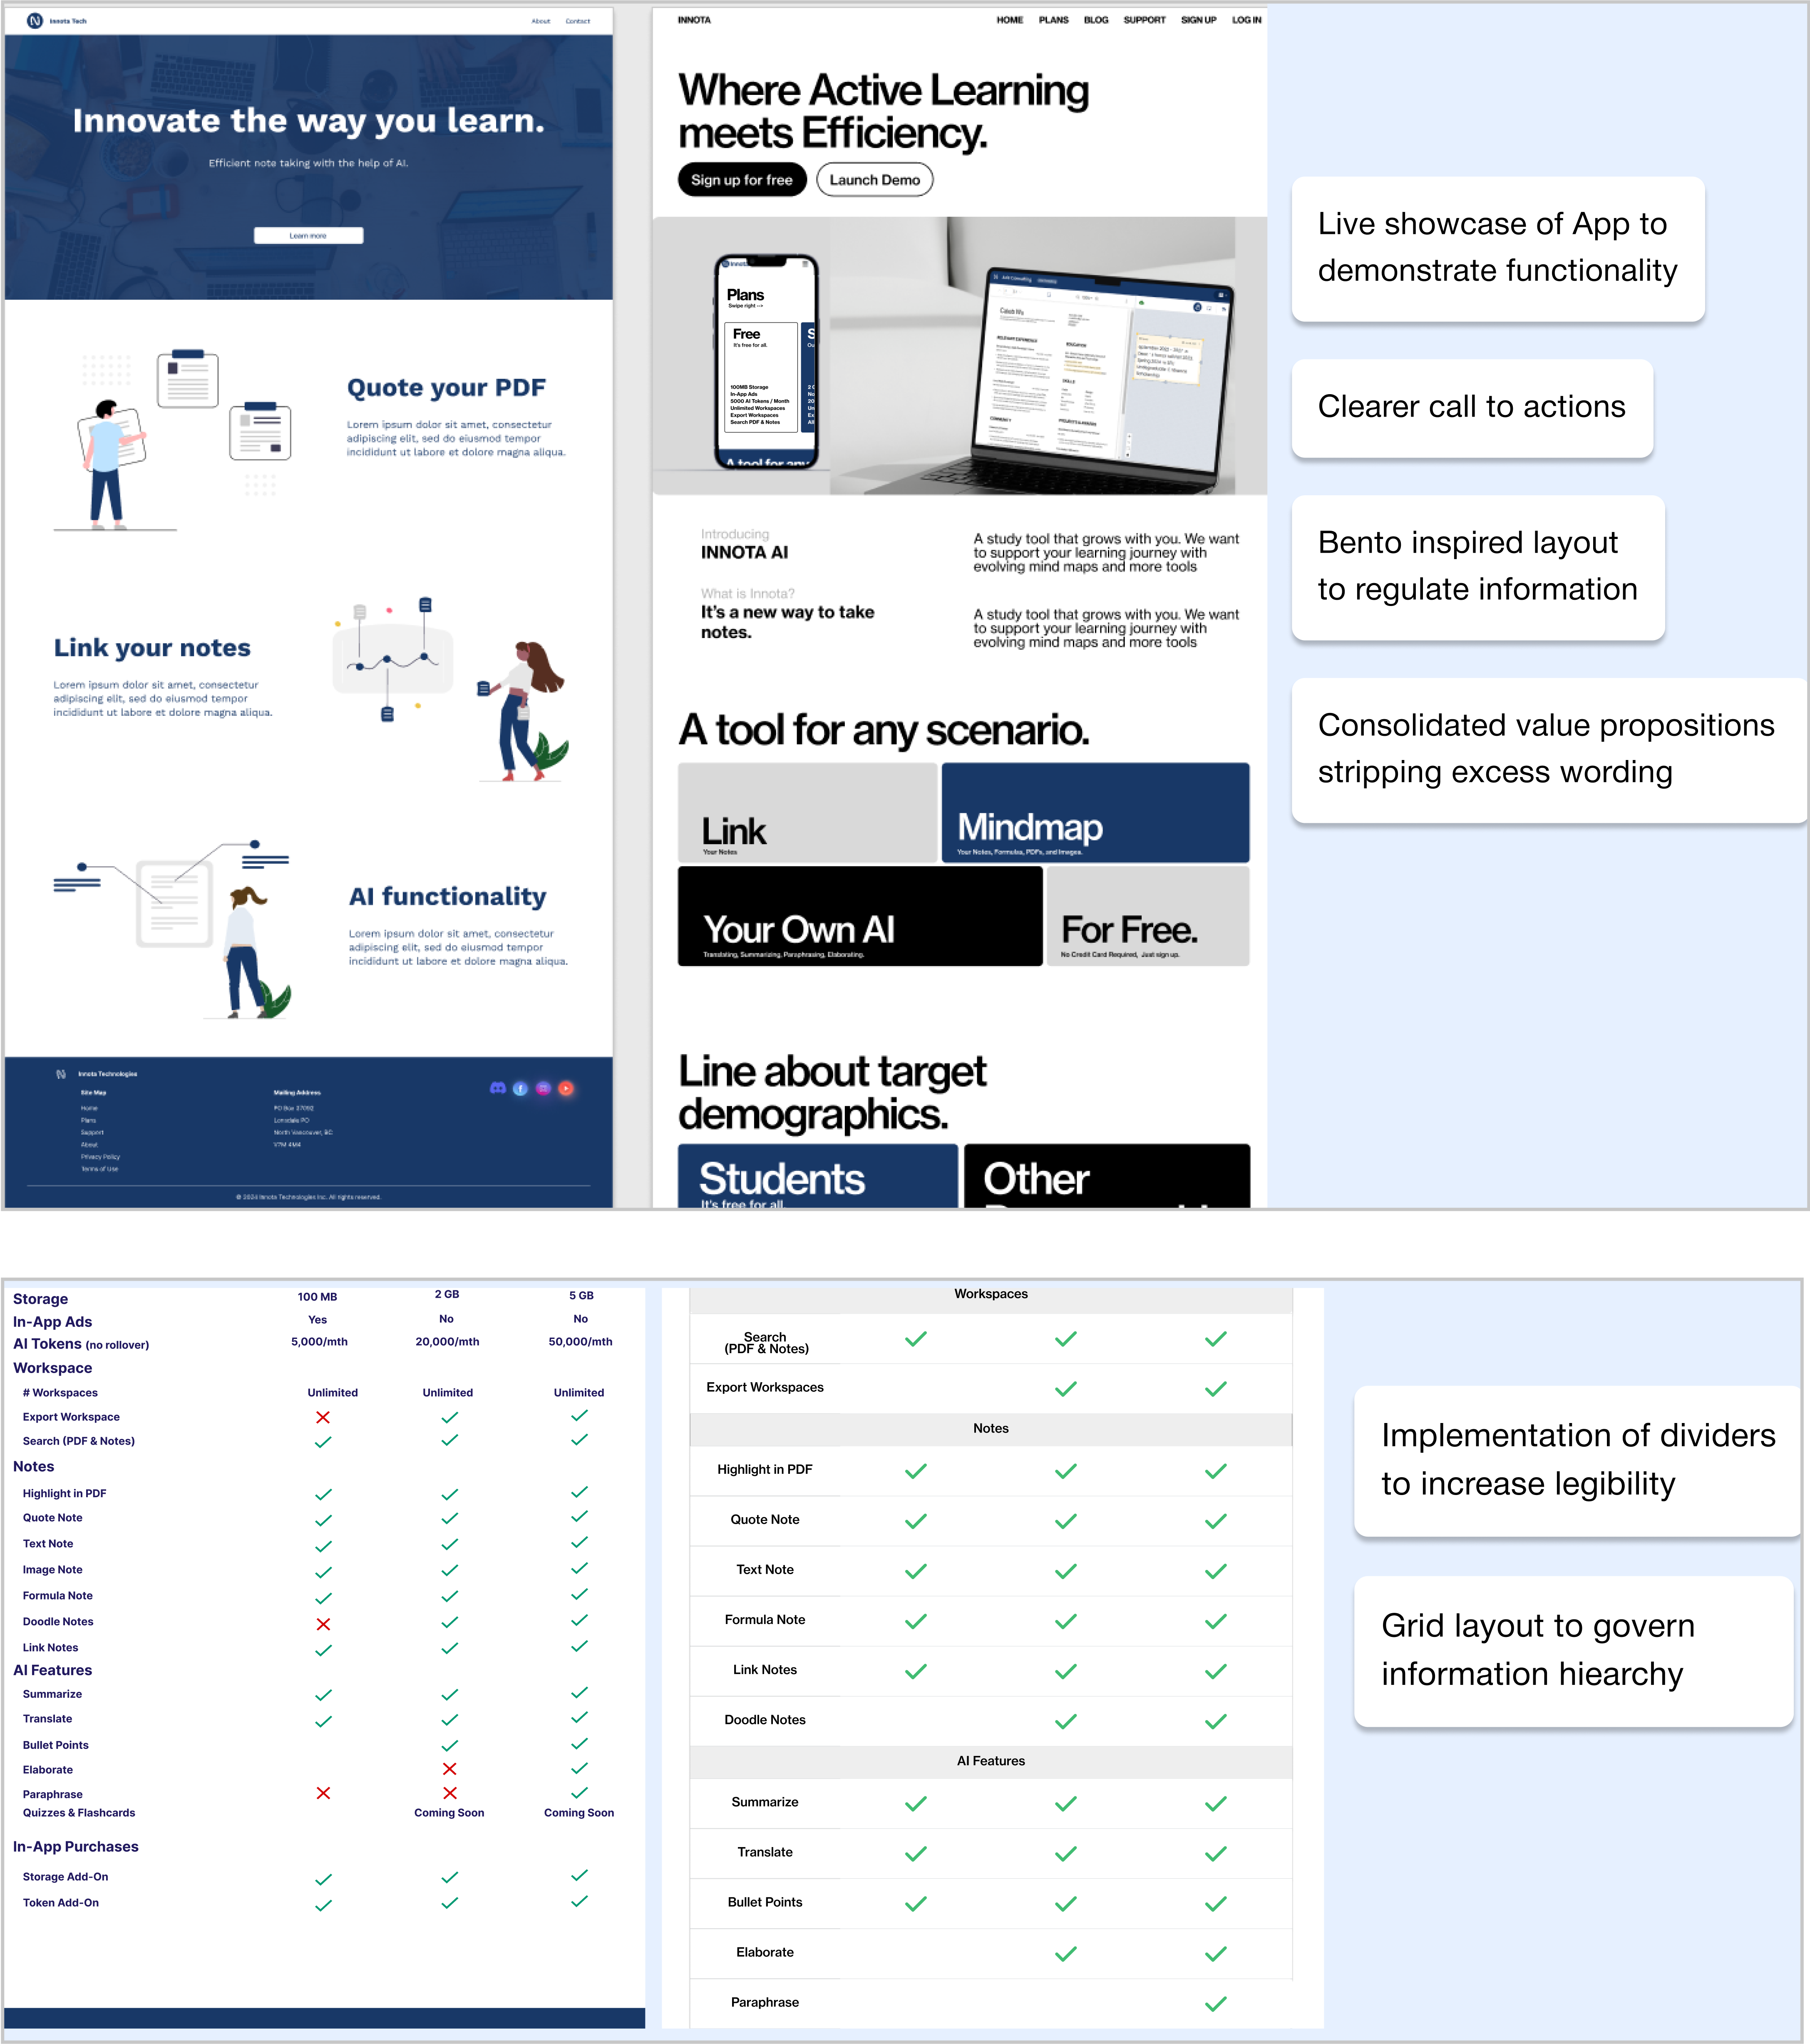 Innota Tech
About
Contact
Innovate the way you learn.
Efficient note taking with the help of AI.
Learn more
Quote your PDF
Lorem ipsum dolor sit amet, consectetur
adipiscing elit, sed do eiusmod tempor
incididunt ut labore et dolore magna aliqua.
Link your notes
Lorem ipsum dolor sit amet, consectetur
adipiscing elit, sed do eiusmod tempor
incididunt ut labore et dolore magna aliqua.
AI functionality
Lorem ipsum dolor sit amet, consectetur
adipiscing elit, sed do eiusmod tempor
incididunt ut labore et dolore magna aliqua.
Innota Technologies
Site Map
Home
Plans
Support
About
Privacy Policy
Terms of Use
Mailing Address
PO Box 37092
Lonsdale PO
North Vancouver, BC
V7M 4M4
© 2024 Innota Technologies Inc. All rights reserved.
INNOTA
HOME
PLANS
BLOG
SUPPORT
SIGN UP
LOG IN
Where Active Learning
meets Efficiency.
Sign up for free
Launch Demo
Innota
Plans
Swipe right -->
Free
It's free for all.
100MB Storage
In-App Ads
5000 AI Tokens / Month
Unlimited Workspaces
Export Workspaces
Search PDF & Notes
A tool for any
RELEVANT EXPERIENCE
EDUCATION
SKILLS
COMMUNITY
PROJECTS & AWARDS
Introducing
INNOTA AI
A study tool that grows with you. We want
to support your learning journey with
evolving mind maps and more tools
What is Innota?
It's a new way to take
notes.
A study tool that grows with you. We want
to support your learning journey with
evolving mind maps and more tools
A tool for any scenario.
Link
Your Notes
Mindmap
Your Notes, Formulas, PDFs, and Images.
Your Own AI
Translating, Summarizing, Paraphrasing, Elaborating.
For Free.
No Credit Card Required, Just sign up.
Line about target
demographics.
Students
It's free for all.
Other
Live showcase of App to
demonstrate functionality
Clearer call to actions
Bento inspired layout
to regulate information
Consolidated value propositions
stripping excess wording
Storage 100 MB 2 GB 5 GB
In-App Ads Yes No No
AI Tokens (no rollover) 5,000/mth 20,000/mth 50,000/mth
Workspace
# Workspaces Unlimited Unlimited Unlimited
Export Workspace
Search (PDF & Notes)
Notes
Highlight in PDF
Quote Note
Text Note
Image Note
Formula Note
Doodle Notes
Link Notes
AI Features
Summarize
Translate
Bullet Points
Elaborate
Paraphrase
Quizzes & Flashcards Coming Soon Coming Soon
In-App Purchases
Storage Add-On
Token Add-On
Workspaces
Search
(PDF & Notes)
Export Workspaces
Notes
Highlight in PDF
Quote Note
Text Note
Formula Note
Link Notes
Doodle Notes
AI Features
Summarize
Translate
Bullet Points
Elaborate
Paraphrase
Implementation of dividers
to increase legibility
Grid layout to govern
information hiearchy